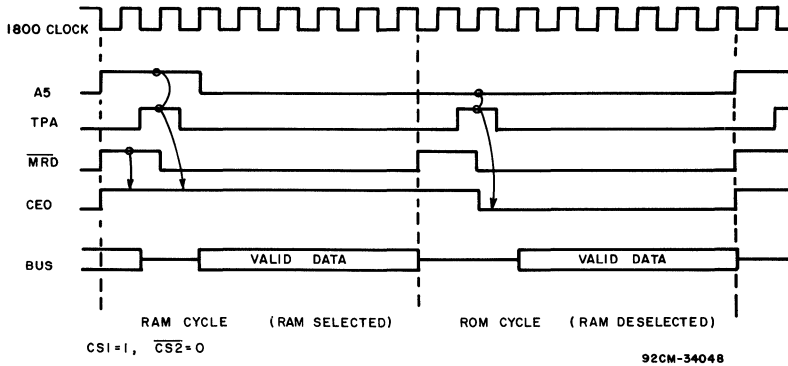 1800 CLOCK
A5
TPA
MRD
CEO
BUS
VALID DATA
VALID DATA
RAM CYCLE (RAM SELECTED)
ROM CYCLE (RAM DESELECTED)
CS1=1, CS2=0
92CM-34048